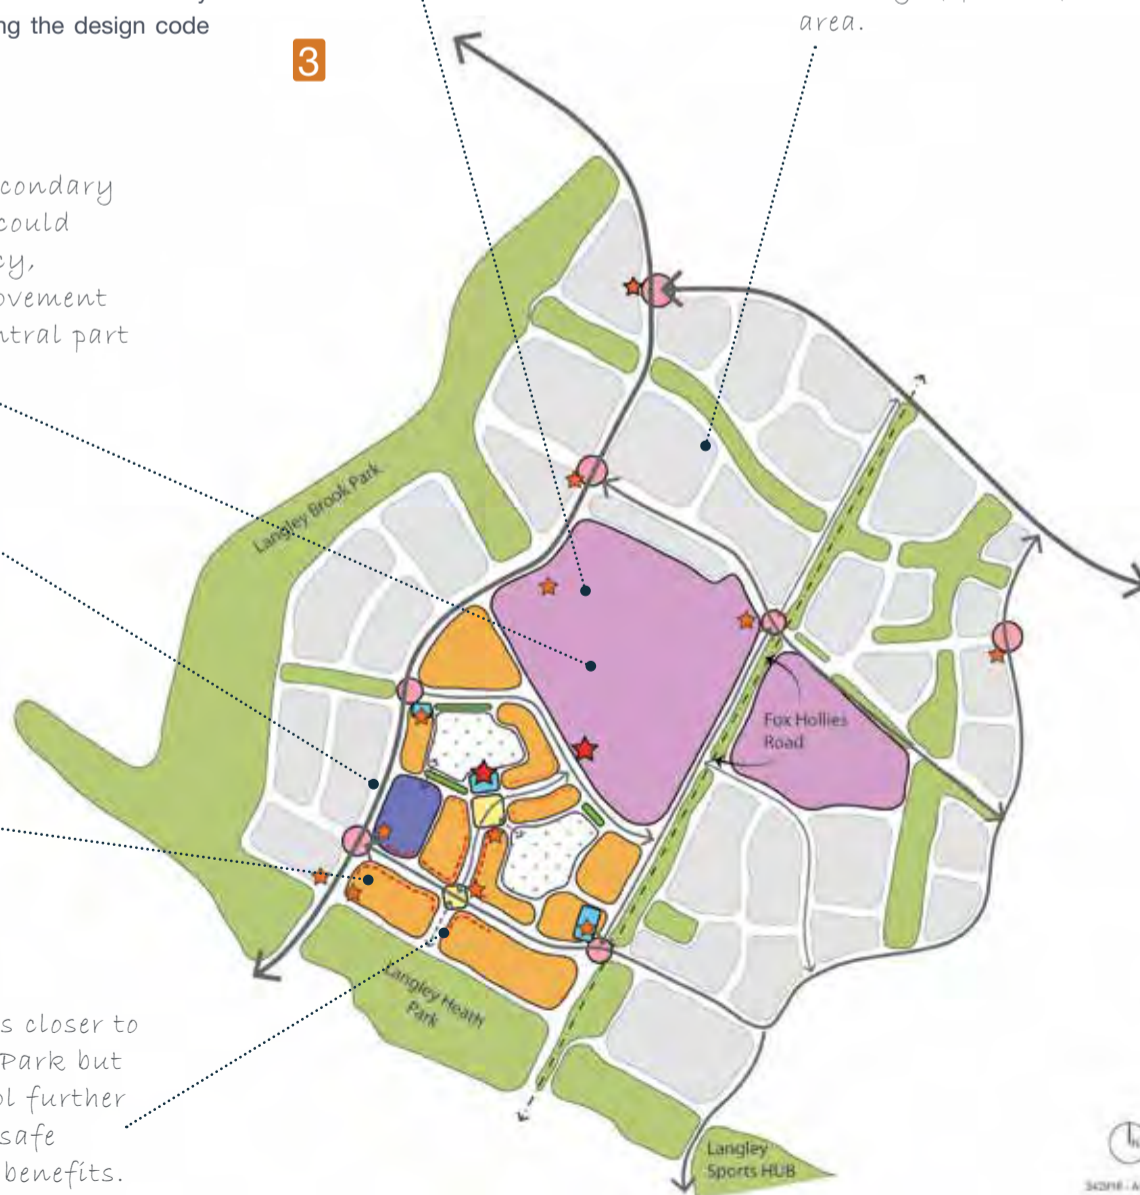 ng the design code
area.
3
condary
could
cy,
ovement
ntral part
Langley Brook Park
Fox Hollies
Road
Langley Heath
Park
s closer to
Park but
ol further
safe
benefits.
Langley
Sports HUB